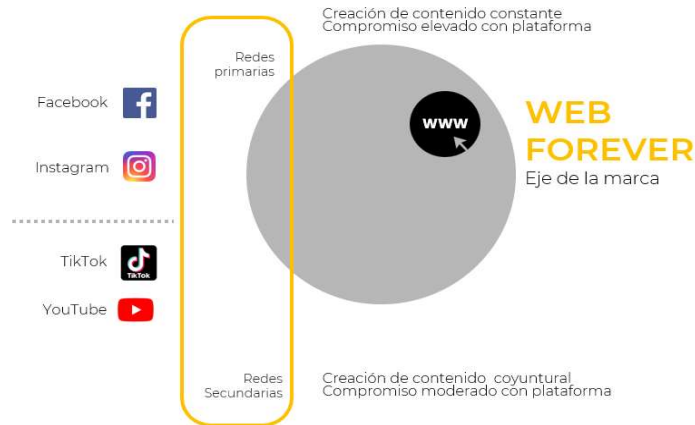 Creación de contenido constante
Compromiso elevado con plataforma
Redes
primarias
Facebook
Instagram
www
WEB
FOREVER
Eje de la marca
TikTok
TikTok
YouTube
Redes
Secundarias
Creación de contenido coyuntural
Compromiso moderado con plataforma